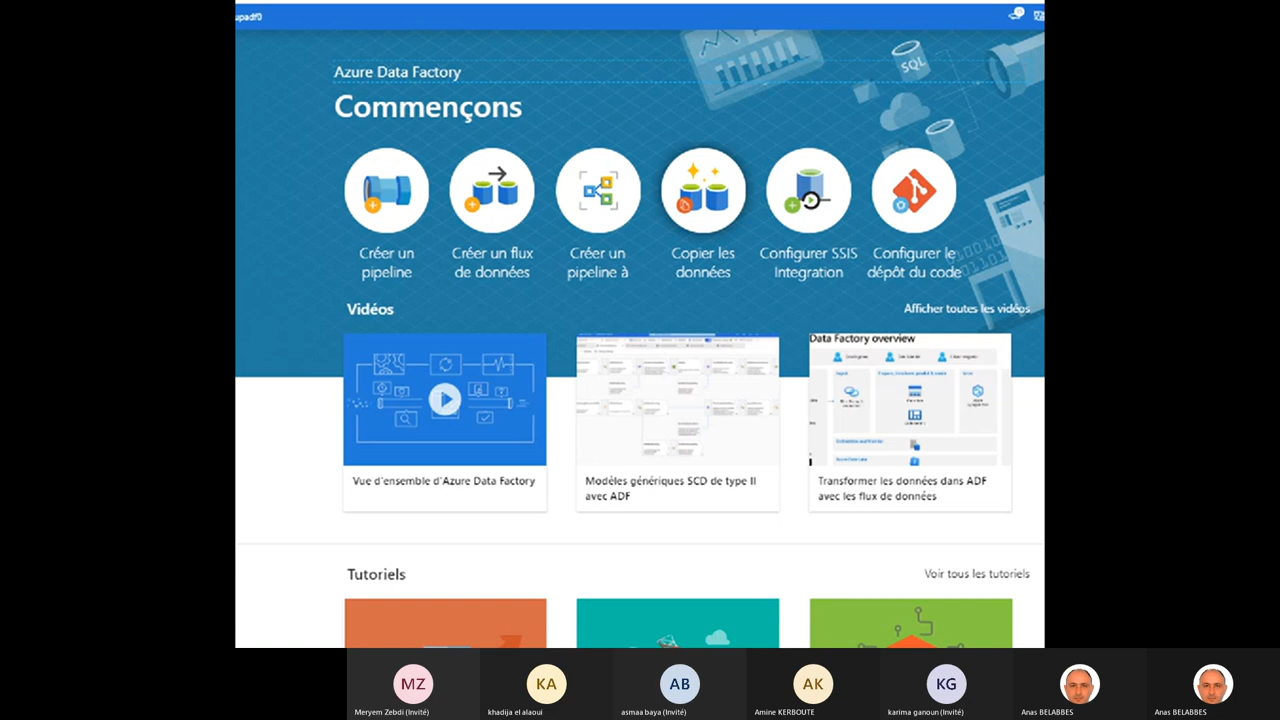 upadf0
Azure Data Factory
Commençons
SQL
Créer un
pipeline
Créer un flux
de données
Créer un
pipeline à
Copier les
données
Configurer SSIS
Integration
Configurer le
dépôt du code
Vidéos
Afficher toutes les vidéos
Data Factory overview
Vue d'ensemble d'Azure Data Factory
Modèles génériques SCD de type II
avec ADF
Transformer les données dans ADF
avec les flux de données
Tutoriels
Voir tous les tutoriels
MZ
KA
AB
AK
KG
Meryem Zebdi (Invité)
khadija el alaoui
asmaa baya (Invité)
Amine KERBOUTE
karima ganoun (Invité)
Anas BELABBES
Anas BELABBES